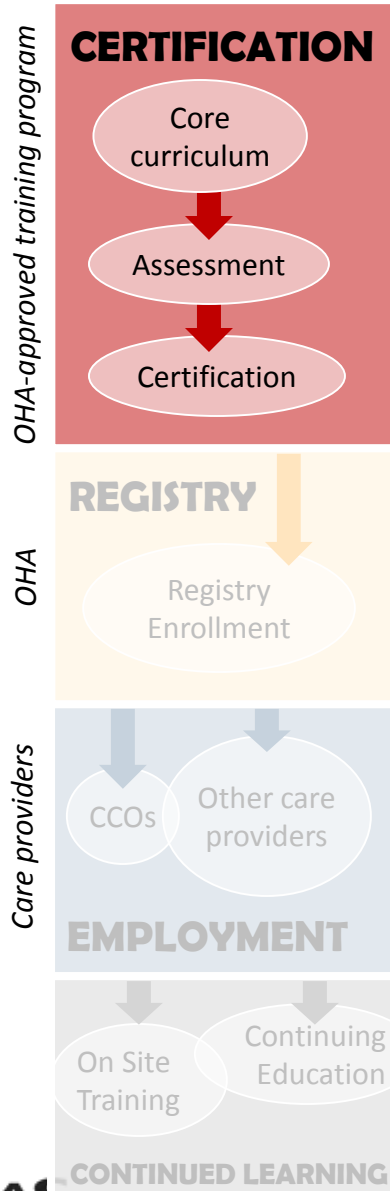 CERTIFICATION
Core
curriculum
Assessment
Certification
OHA-approved training program
REGISTRY
Registry
Enrollment
OHA
CCOs
Other care
providers
EMPLOYMENT
Care providers
On Site
Training
Continuing
Education
CONTINUED LEARNING